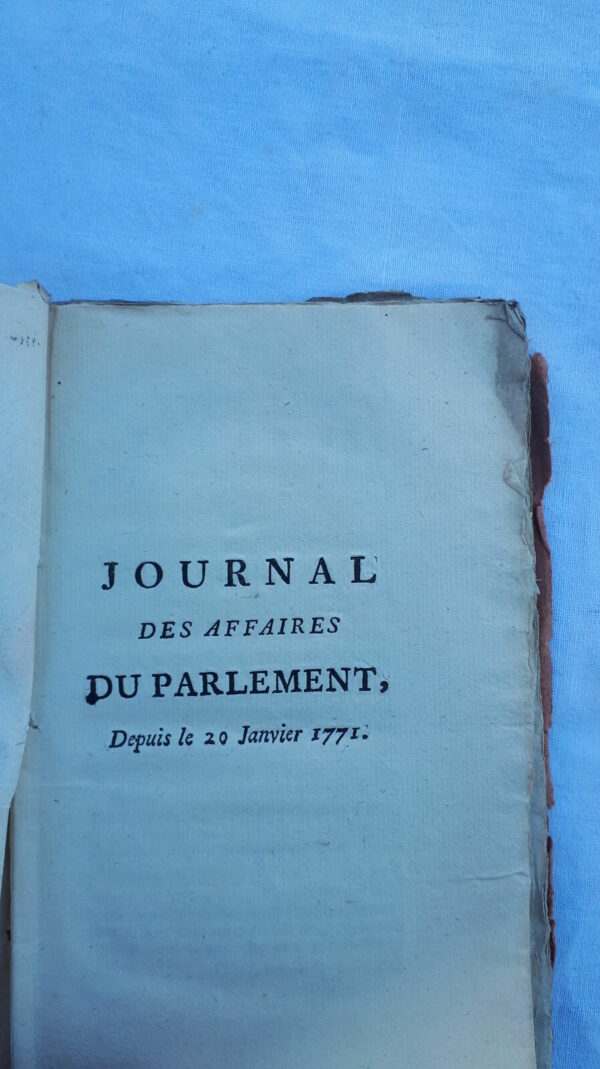 JOURNAL
DES AFFAIRES
DU PARLEMENT,
Depuis le 20 Janvier 1771.